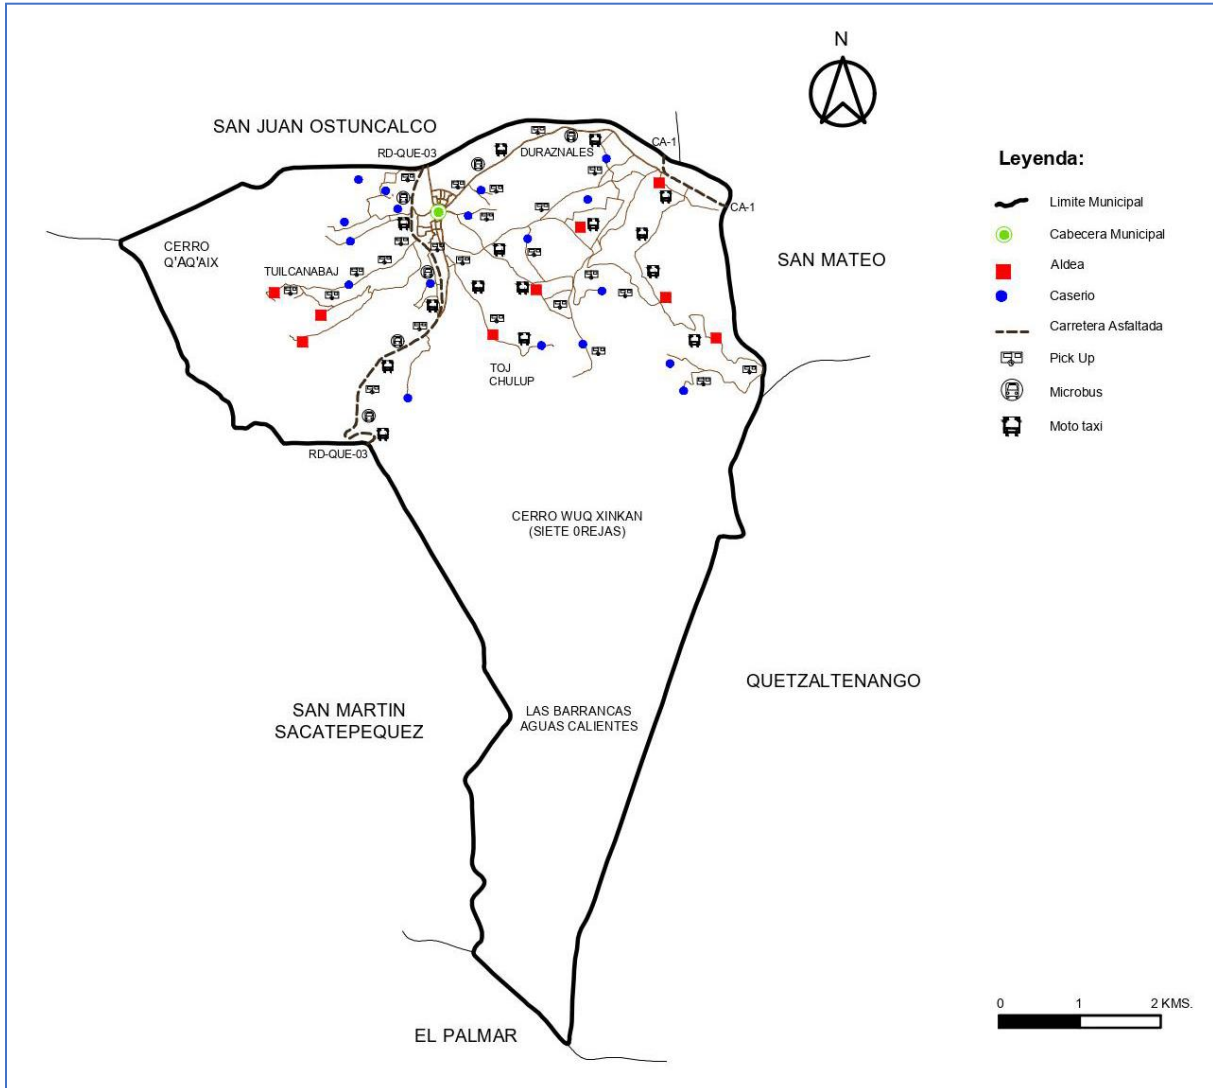 N
SAN JUAN OSTUNCALCO
RD-QUE-03
DURAZNALES
CA-1
CA-1
CERRO
Q'AQ'AIX
TUILCANABAJ
SAN MATEO
TOJ
CHULUP
RD-QUE-03
CERRO WUQ XINKAN
(SIETE 0REJAS)
SAN MARTIN
SACATEPEQUEZ
LAS BARRANCAS
AGUAS CALIENTES
QUETZALTENANGO
EL PALMAR
Leyenda:
Limite Municipal
Cabecera Municipal
Aldea
Caserio
Carretera Asfaltada
Pick Up
Microbus
Moto taxi
0 1 2 KMS.